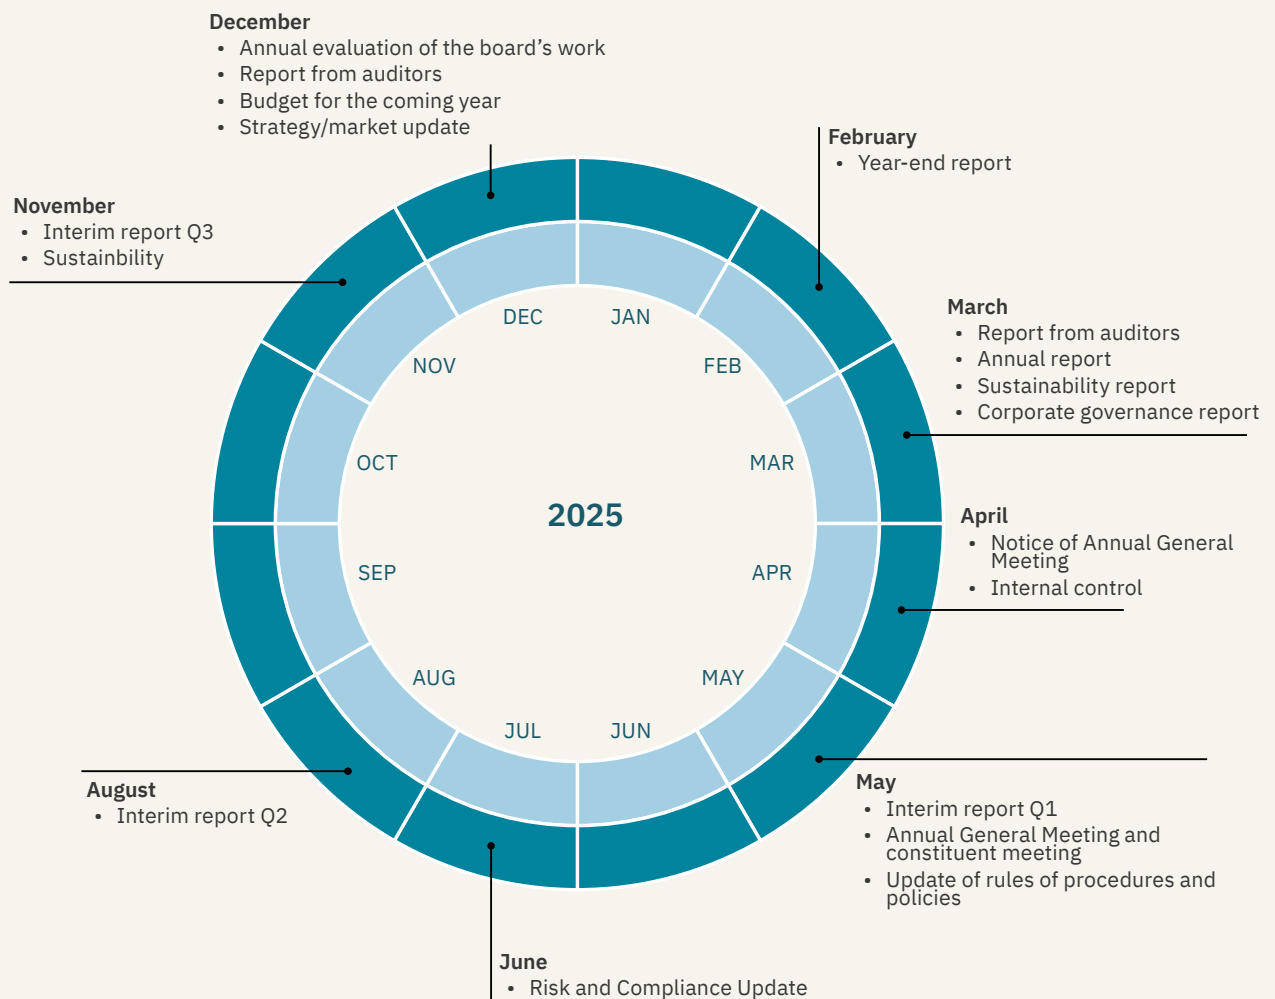 December
• Annual evaluation of the board’s work
• Report from auditors
• Budget for the coming year
• Strategy/market update
February
• Year-end report
November
• Interim report Q3
• Sustainbility
March
• Report from auditors
• Annual report
• Sustainability report
• Corporate governance report
DEC
JAN
NOV
FEB
OCT
MAR
2025
SEP
APR
AUG
MAY
JUL
JUN
April
• Notice of Annual General
Meeting
• Internal control
August
• Interim report Q2
May
• Interim report Q1
• Annual General Meeting and
constituent meeting
• Update of rules of procedures and
policies
June
• Risk and Compliance Update